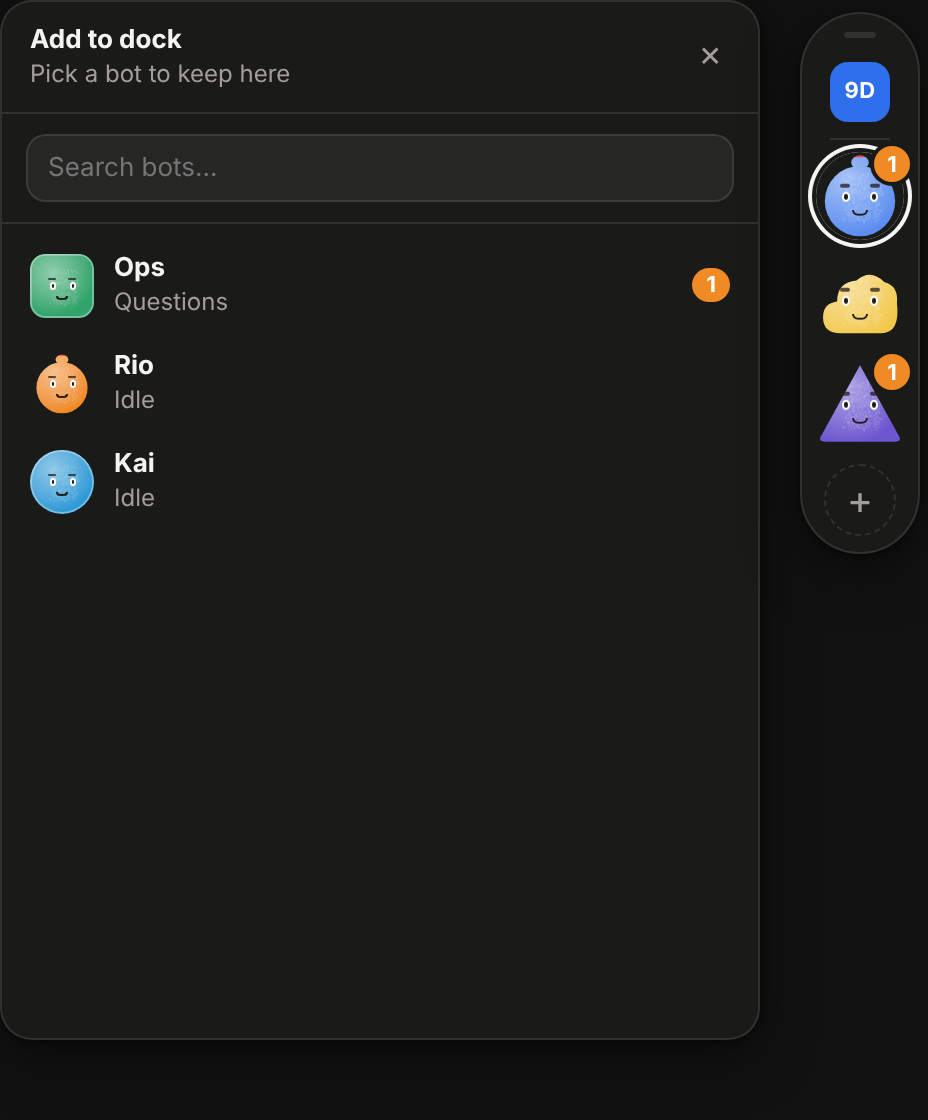 Add to dock
Pick a bot to keep here
×
Search bots...
Ops
Questions
1
Rio
Idle
Kai
Idle
9D
1
1
+